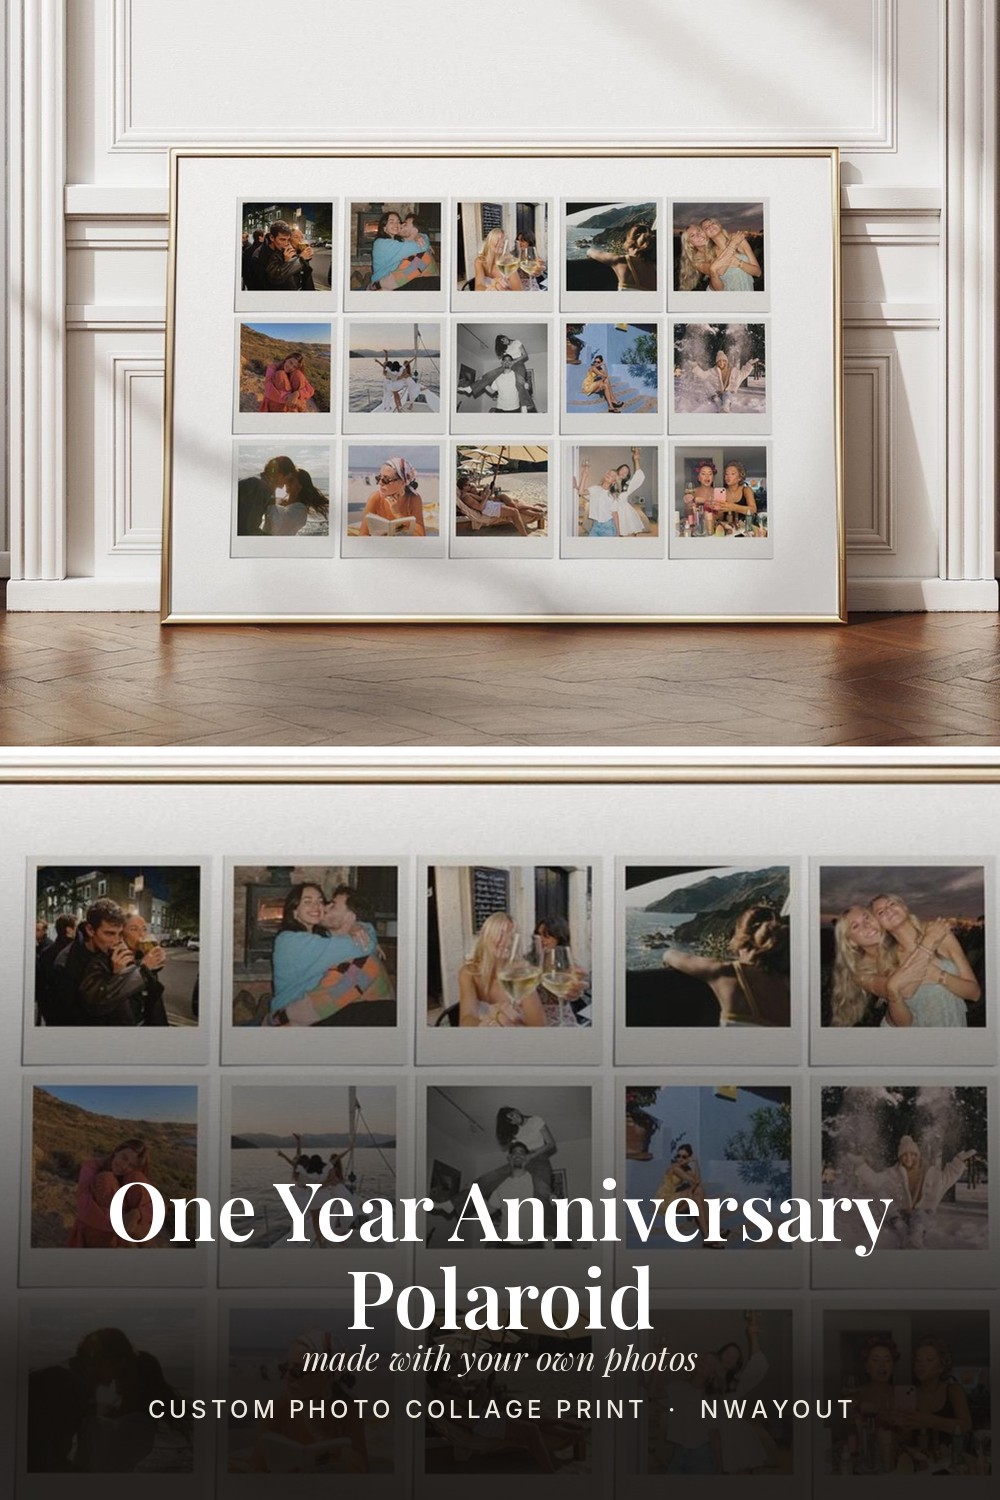 One Year Anniversary
Polaroid
made with your own photos
CUSTOM PHOTO COLLAGE PRINT · NWAYOUT